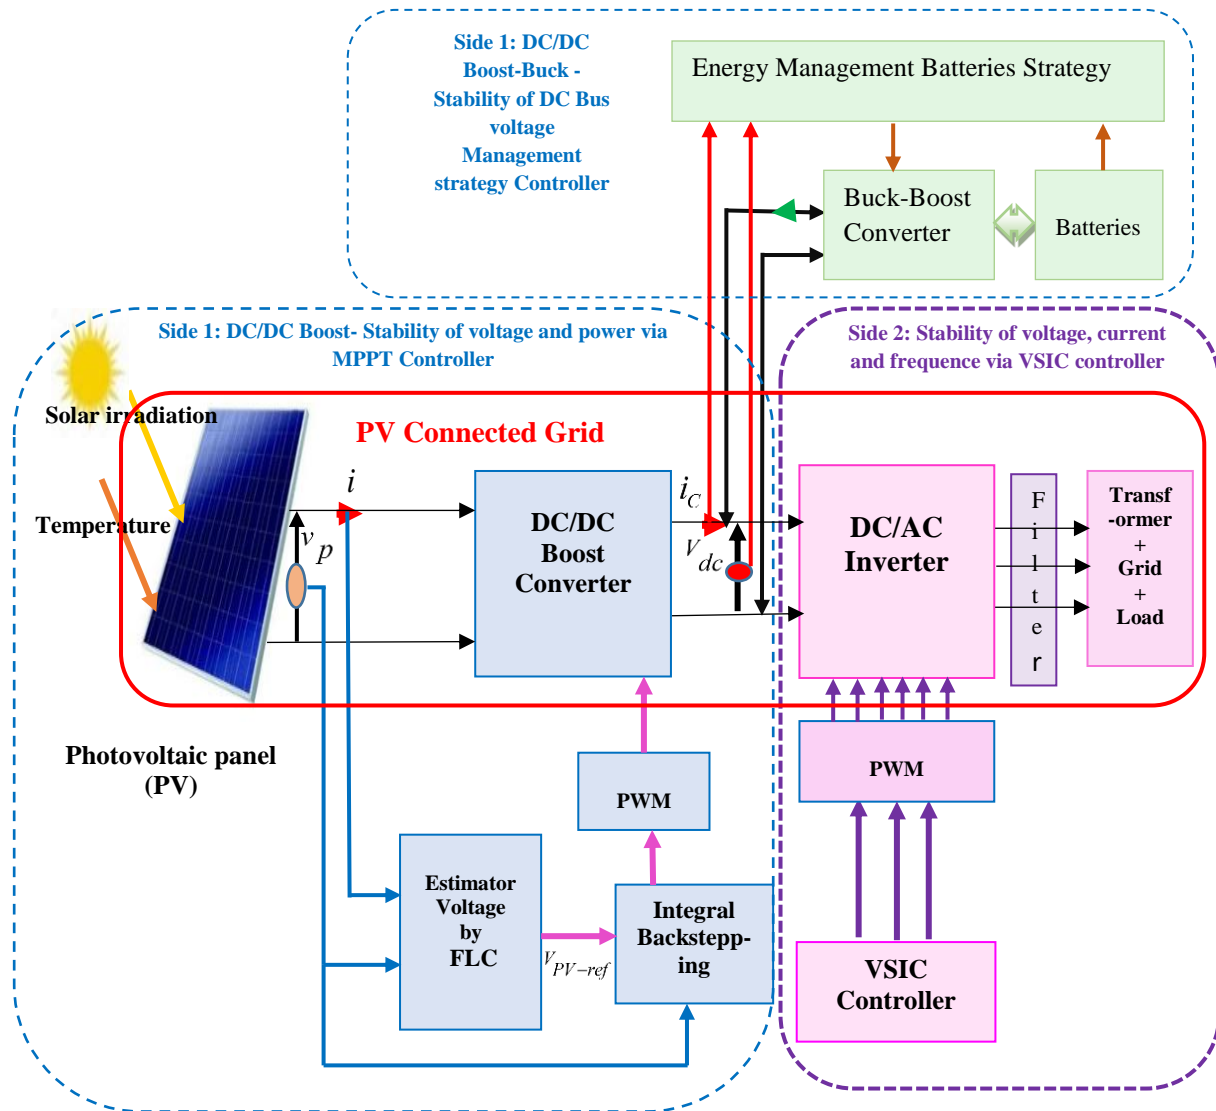 Side 1: DC/DC
Boost-Buck -
Stability of DC Bus
voltage
Management
strategy Controller
Energy Management Batteries Strategy
Buck-Boost
Converter
Batteries
Side 1: DC/DC Boost- Stability of voltage and power via
MPPT Controller
Side 2: Stability of voltage, current
and frequence via VSIC controller
Solar irradiation
Temperature
PV Connected Grid
i
v p
DC/DC
Boost
Converter
i C
V dc
DC/AC
Inverter
F
i
l
t
e
r
Transf
-ormer
+
Grid
+
Load
Photovoltaic panel
(PV)
PWM
PWM
Estimator
Voltage
by
FLC
V PV−ref
Integral
Backstepp-
ing
VSIC
Controller